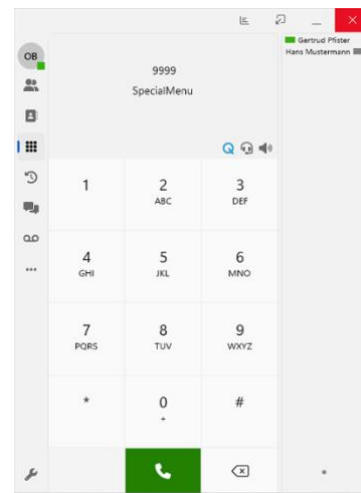 Gertrud Pfister
Hans Mustermann
OB
9999
SpecialMenu
1
2
ABC
3
DEF
4
GHI
5
JKL
6
MNO
7
PQRS
8
TUV
9
WXYZ
*
0
+
#